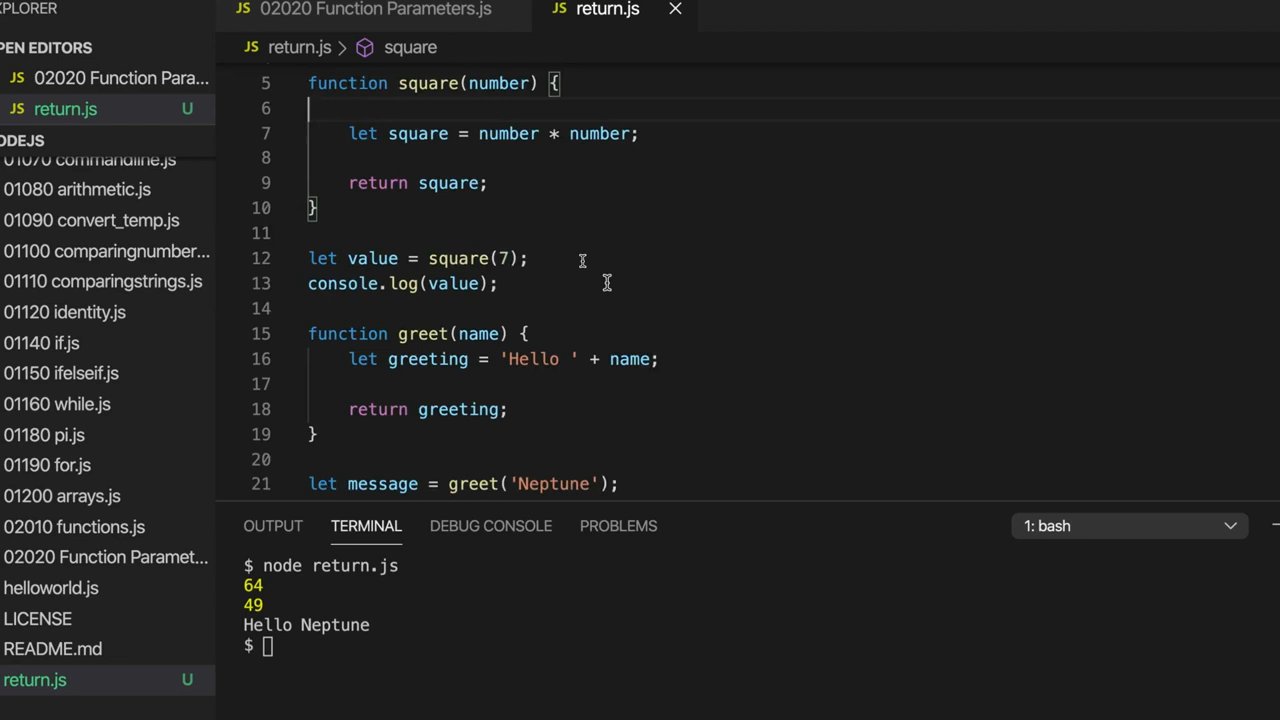 XPLORER
PEN EDITORS
JS 02020 Function Para...
JS return.js U
ODEJS
01070 commandline.js
01080 arithmetic.js
01090 convert_temp.js
01100 comparingnumber...
01110 comparingstrings.js
01120 identity.js
01140 if.js
01150 ifelseif.js
01160 while.js
01180 pi.js
01190 for.js
01200 arrays.js
02010 functions.js
02020 Function Paramet...
helloworld.js
LICENSE
README.md
return.js U
JS 02020 Function Parameters.js JS return.js
JS return.js > square
5 function square(number) {
6
7 let square = number * number;
8
9 return square;
10 }
11
12 let value = square(7);
13 console.log(value);
14
15 function greet(name) {
16 let greeting = 'Hello ' + name;
17
18 return greeting;
19 }
20
21 let message = greet('Neptune');
OUTPUT TERMINAL DEBUG CONSOLE PROBLEMS 1: bash
$ node return.js
64
49
Hello Neptune
$